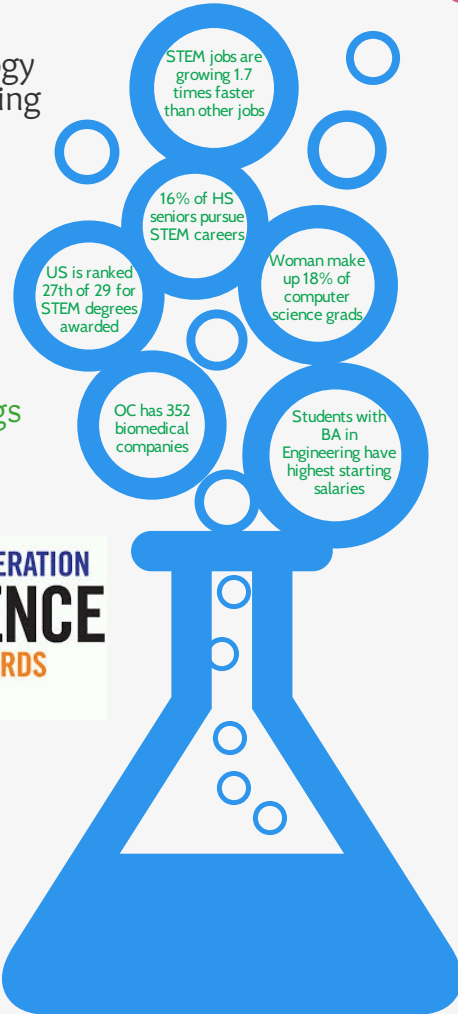 ogy
ing
STEM jobs are
growing 1.7
times faster
than other jobs
16% of HS
seniors pursue
STEM careers
US is ranked
27th of 29 for
STEM degrees
awarded
Woman make
up 18% of
computer
science grads
OC has 352
biomedical
companies
Students with
BA in
Engineering have
highest starting
salaries
gs
ERATION
ENCE
RDS